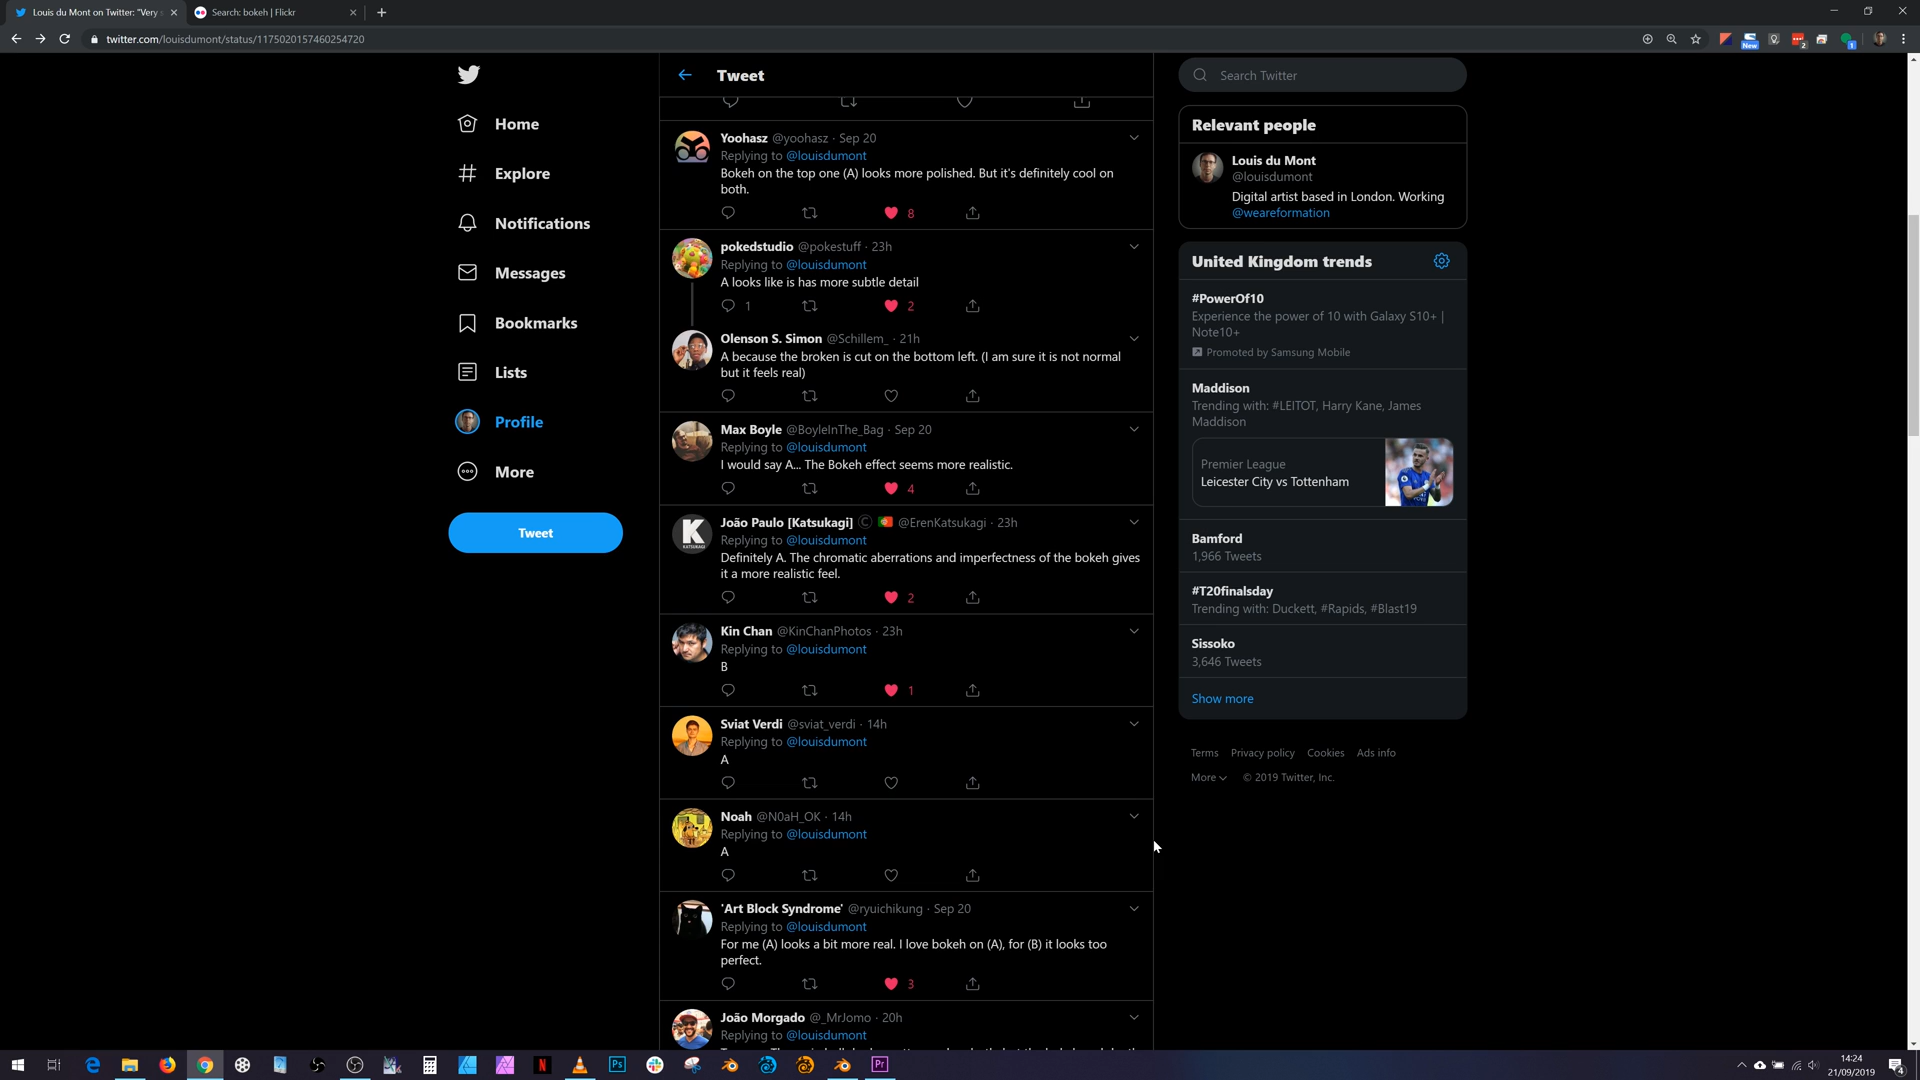 Louis du Mont on Twitter: "Very s
Search: bokeh | Flickr
twitter.com/louisdumont/status/1175020157460254720
New
2
1
Home
Explore
Notifications
Messages
Bookmarks
Lists
Profile
More
Tweet
Tweet
Yoohasz @yoohasz · Sep 20
Replying to @louisdumont
Bokeh on the top one (A) looks more polished. But it's definitely cool on
both.
8
pokedstudio @pokestuff · 23h
Replying to @louisdumont
A looks like is has more subtle detail
1
2
Olenson S. Simon @Schillem_ · 21h
A because the broken is cut on the bottom left. (I am sure it is not normal
but it feels real)
Max Boyle @BoyleInThe_Bag · Sep 20
Replying to @louisdumont
I would say A... The Bokeh effect seems more realistic.
4
K
KATSUKAGI
João Paulo [Katsukagi] Ⓒ 🇵🇹 @ErenKatsukagi · 23h
Replying to @louisdumont
Definitely A. The chromatic aberrations and imperfectness of the bokeh gives
it a more realistic feel.
2
Kin Chan @KinChanPhotos · 23h
Replying to @louisdumont
B
1
Sviat Verdi @sviat_verdi · 14h
Replying to @louisdumont
A
Noah @N0aH_OK · 14h
Replying to @louisdumont
A
'Art Block Syndrome' @ryuichikung · Sep 20
Replying to @louisdumont
For me (A) looks a bit more real. I love bokeh on (A), for (B) it looks too
perfect.
3
João Morgado @_MrJomo · 20h
Replying to @louisdumont
Search Twitter
Relevant people
Louis du Mont
@louisdumont
Digital artist based in London. Working
@weareformation
United Kingdom trends
#PowerOf10
Experience the power of 10 with Galaxy S10+ |
Note10+
Promoted by Samsung Mobile
Maddison
Trending with: #LEITOT, Harry Kane, James
Maddison
Premier League
Leicester City vs Tottenham
Bamford
1,966 Tweets
#T20finalsday
Trending with: Duckett, #Rapids, #Blast19
Sissoko
3,646 Tweets
Show more
Terms Privacy policy Cookies Ads info
More © 2019 Twitter, Inc.
N
Ps
Pr
14:24
21/09/2019
4